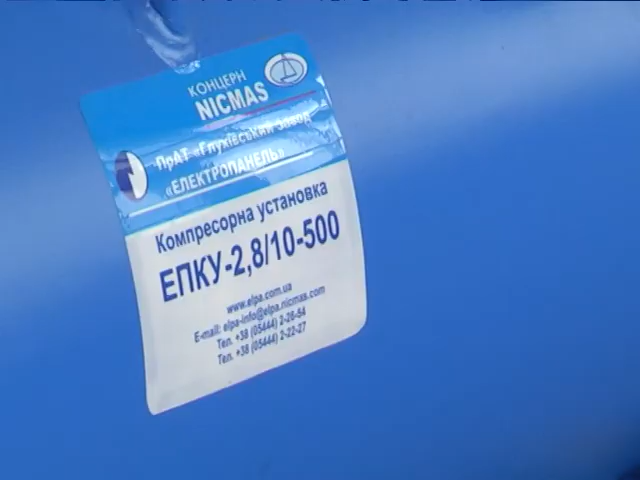 КОНЦЕРН
NICMAS
ПрАТ «Глухівський завод
«ЕЛЕКТРОПАНЕЛЬ»
Компресорна установка
ЕПКУ-2,8/10-500
www.elpa.com.ua
E-mail: elpa-info@elpa.nicmas.com
Тел. +38 (05444) 2-26-54
Тел. +38 (05444) 2-22-27